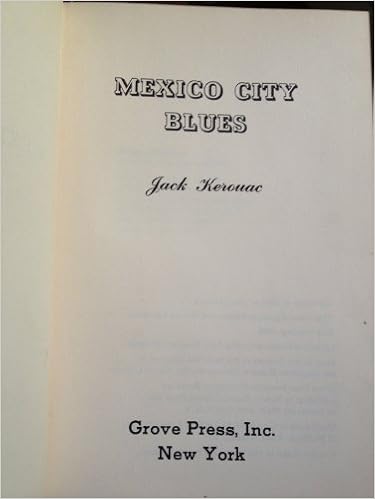 MEXICO CITY
BLUES
Jack Kerouac
Grove Press, Inc.
New York